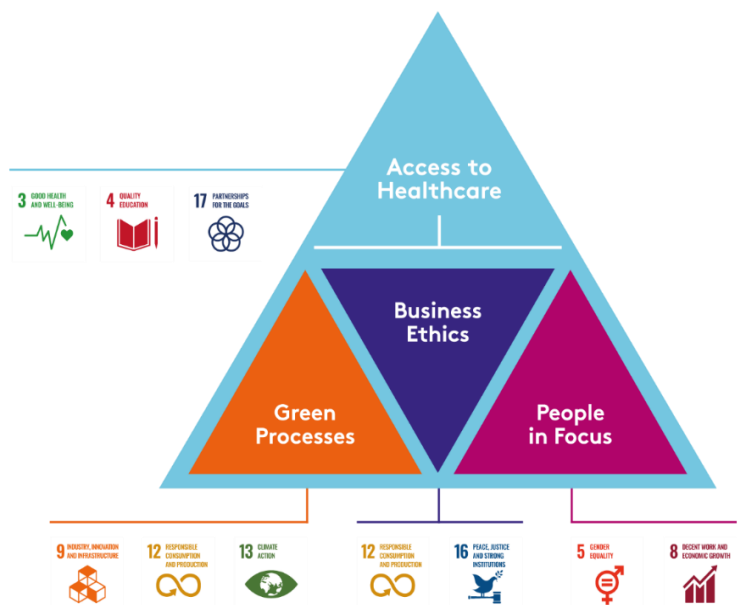 Access to
Healthcare
3 GOOD HEALTH
AND WELL-BEING
4 QUALITY
EDUCATION
17 PARTNERSHIPS
FOR THE GOALS
Business
Ethics
Green
Processes
People
in Focus
9 INDUSTRY, INNOVATION
AND INFRASTRUCTURE
12 RESPONSIBLE
CONSUMPTION
AND PRODUCTION
13 CLIMATE
ACTION
12 RESPONSIBLE
CONSUMPTION
AND PRODUCTION
16 PEACE, JUSTICE
AND STRONG
INSTITUTIONS
5 GENDER
EQUALITY
8 DECENT WORK AND
ECONOMIC GROWTH